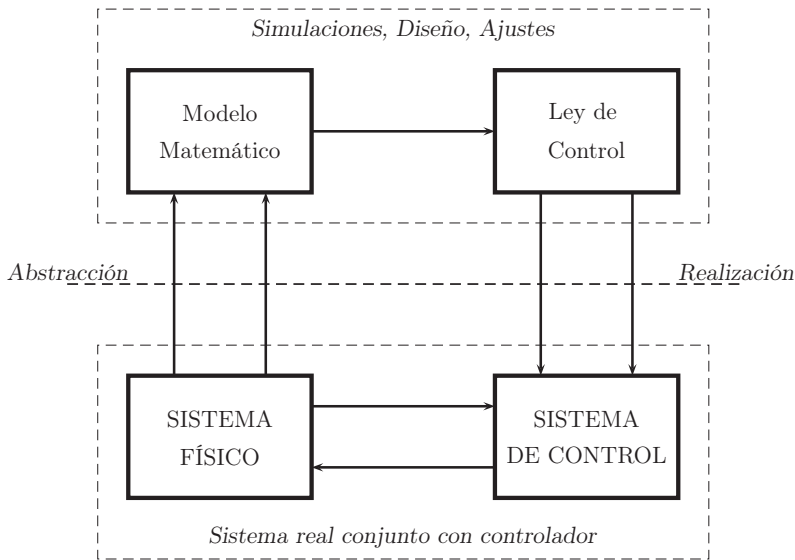 Simulaciones, Diseño, Ajustes
Modelo
Matemático
Ley de
Control
Abstracción
Realización
SISTEMA
FÍSICO
SISTEMA
DE CONTROL
Sistema real conjunto con controlador